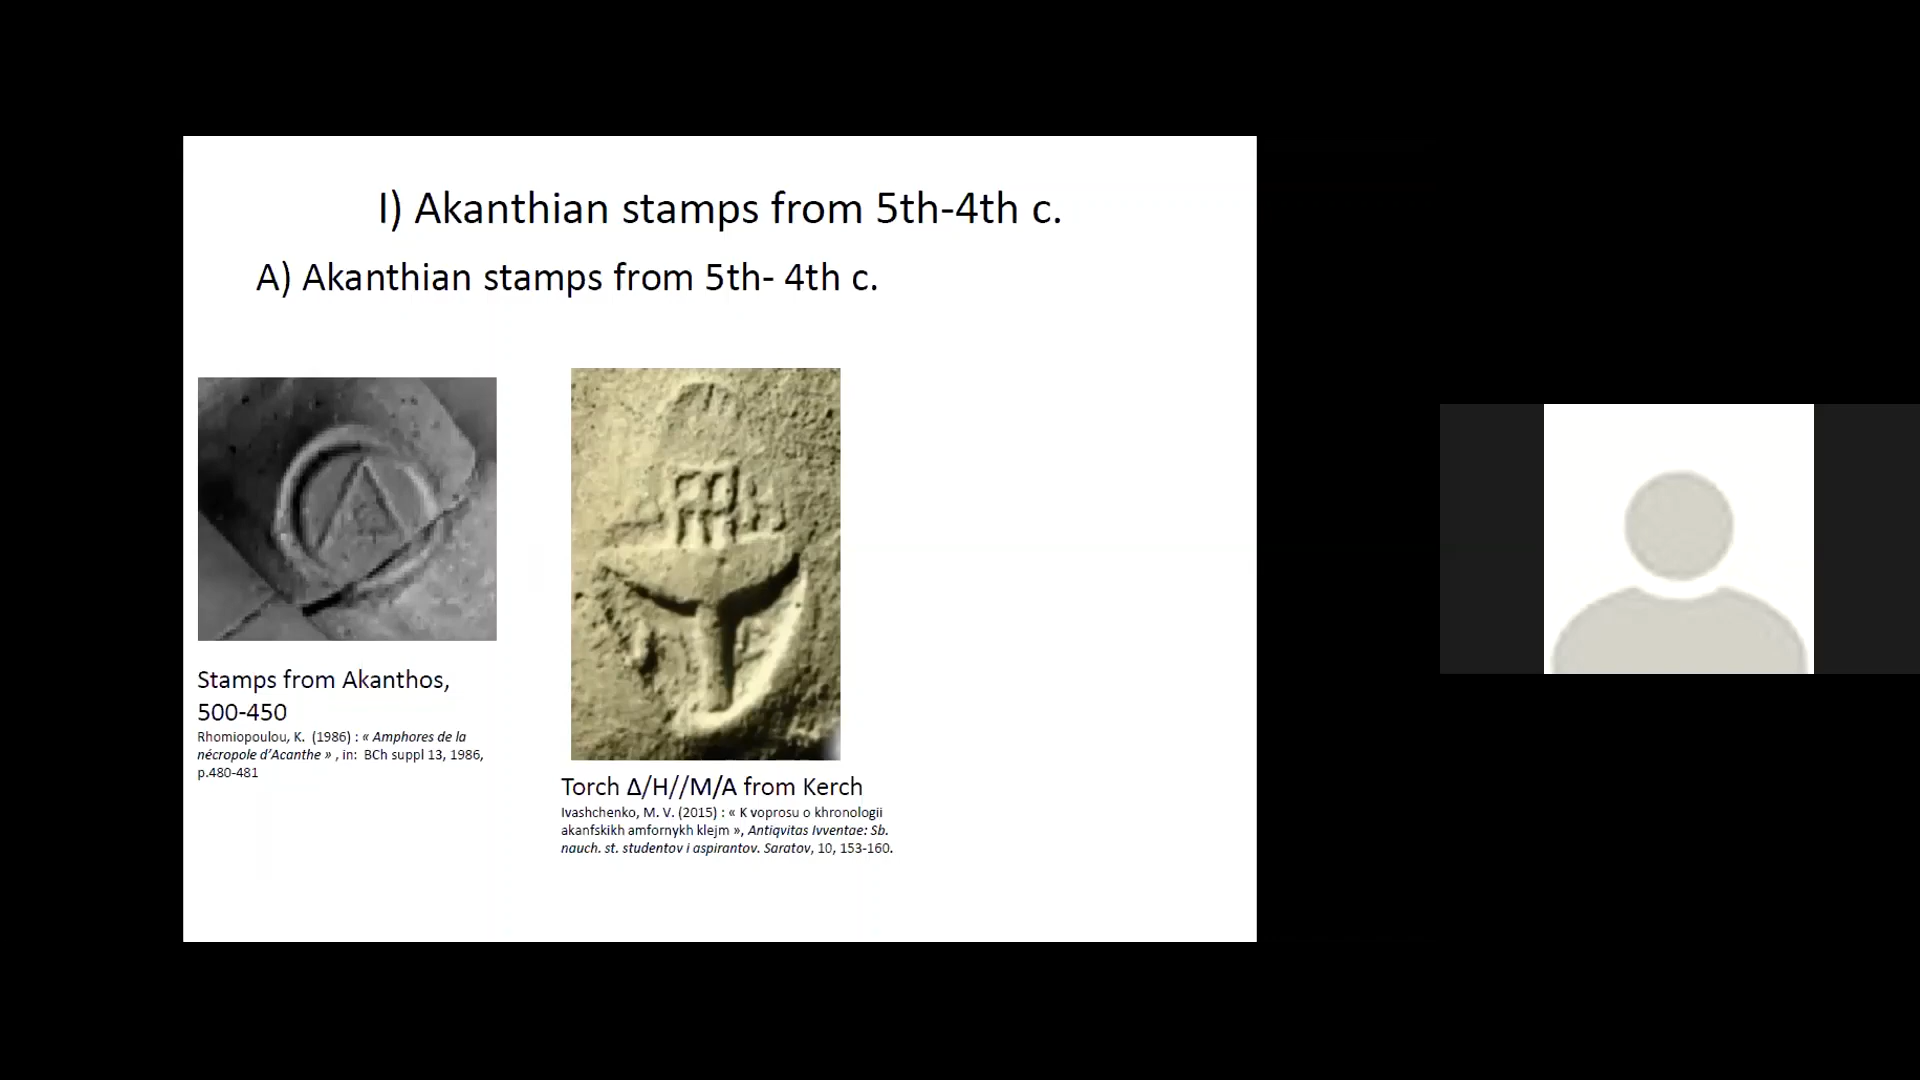 I) Akanthian stamps from 5th-4th c.
A) Akanthian stamps from 5th- 4th c.
Stamps from Akanthos,
500-450
Rhomiopoulou, K. (1986) : « Amphores de la
nécropole d’Acanthe » , in: BCh suppl 13, 1986,
p.480-481
Torch Δ/H//M/A from Kerch
Ivashchenko, M. V. (2015) : « K voprosu o khronologii
akanfskikh amfornykh klejm », Antiqvitas Ivventae: Sb.
nauch. st. studentov i aspirantov. Saratov, 10, 153-160.